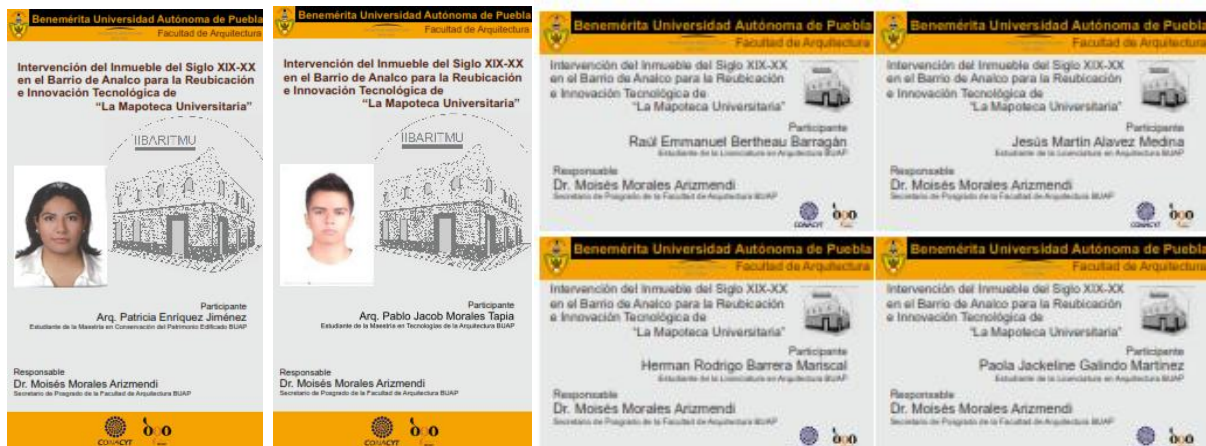 Benemérita Universidad Autónoma de Puebla
Facultad de Arquitectura
Intervención del Inmueble del Siglo XIX-XX
en el Barrio de Analco para la Reubicación
e Innovación Tecnológica de
"La Mapoteca Universitaria"
IIBARITMU
Participante
Arq. Patricia Enríquez Jiménez
Estudiante de la Maestría en Conservación del Patrimonio Edificado BUAP
Responsable
Dr. Moisés Morales Arizmendi
Secretario de Posgrado de la Facultad de Arquitectura BUAP
CONACYT
Benemérita Universidad Autónoma de Puebla
Facultad de Arquitectura
Intervención del Inmueble del Siglo XIX-XX
en el Barrio de Analco para la Reubicación
e Innovación Tecnológica de
"La Mapoteca Universitaria"
IIBARITMU
Participante
Arq. Pablo Jacob Morales Tapia
Estudiante de la Maestría en Tecnologías de la Arquitectura BUAP
Responsable
Dr. Moisés Morales Arizmendi
Secretario de Posgrado de la Facultad de Arquitectura BUAP
CONACYT
Benemérita Universidad Autónoma de Puebla
Facultad de Arquitectura
Intervención del Inmueble del Siglo XIX-XX
en el Barrio de Analco para la Reubicación
e Innovación Tecnológica de
"La Mapoteca Universitaria"
Participante
Raúl Emmanuel Bertheau Barragán
Estudiante de la Licenciatura en Arquitectura BUAP
Responsable
Dr. Moisés Morales Arizmendi
Secretario de Posgrado de la Facultad de Arquitectura BUAP
CONACYT
Benemérita Universidad Autónoma de Puebla
Facultad de Arquitectura
Intervención del Inmueble del Siglo XIX-XX
en el Barrio de Analco para la Reubicación
e Innovación Tecnológica de
"La Mapoteca Universitaria"
Participante
Jesús Martín Alavez Medina
Estudiante de la Licenciatura en Arquitectura BUAP
Responsable
Dr. Moisés Morales Arizmendi
Secretario de Posgrado de la Facultad de Arquitectura BUAP
CONACYT
Benemérita Universidad Autónoma de Puebla
Facultad de Arquitectura
Intervención del Inmueble del Siglo XIX-XX
en el Barrio de Analco para la Reubicación
e Innovación Tecnológica de
"La Mapoteca Universitaria"
Participante
Herman Rodrigo Barrera Mariscal
Estudiante de la Licenciatura en Arquitectura BUAP
Responsable
Dr. Moisés Morales Arizmendi
Secretario de Posgrado de la Facultad de Arquitectura BUAP
Benemérita Universidad Autónoma de Puebla
Facultad de Arquitectura
Intervención del Inmueble del Siglo XIX-XX
en el Barrio de Analco para la Reubicación
e Innovación Tecnológica de
"La Mapoteca Universitaria"
Participante
Paola Jackeline Galindo Martinez
Estudiante de la Licenciatura en Arquitectura BUAP
Responsable
Dr. Moisés Morales Arizmendi
Secretario de Posgrado de la Facultad de Arquitectura BUAP